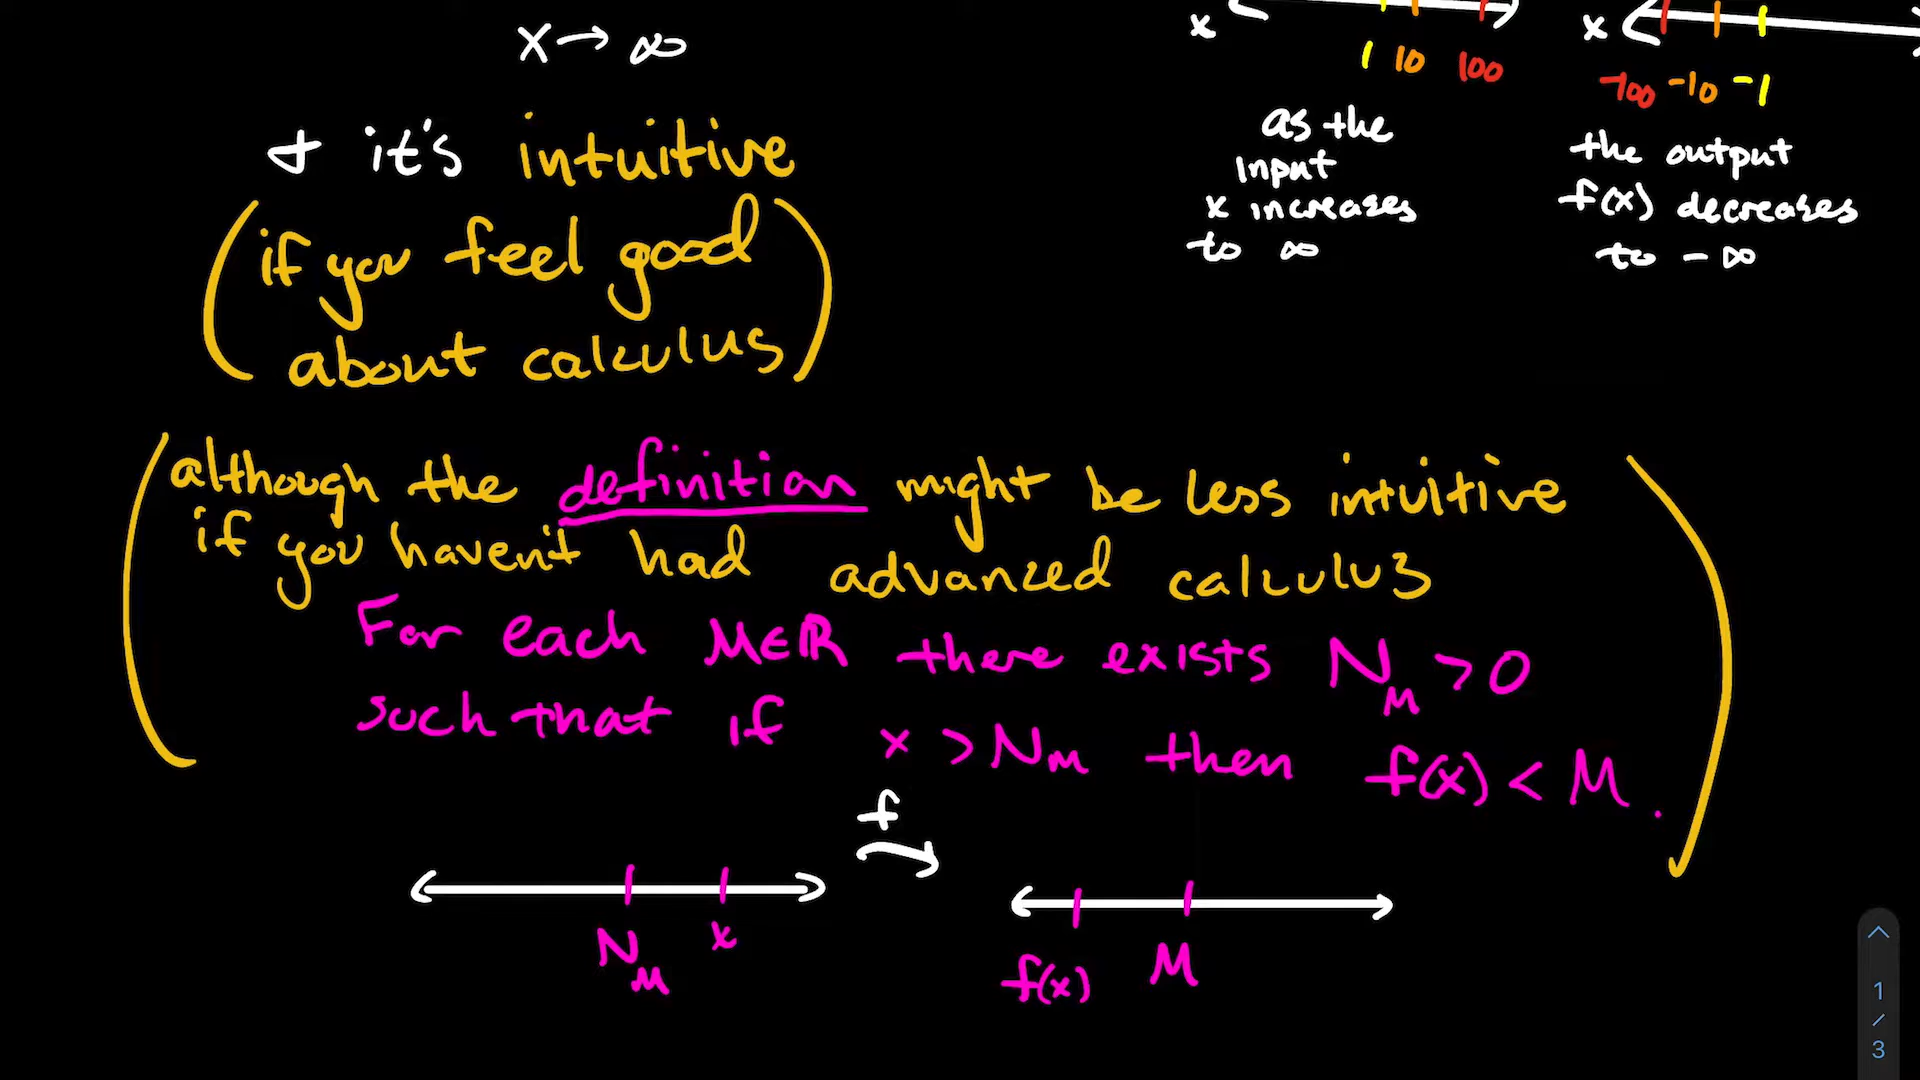 x → ∞
x
1 10 100
x
-100 -10 -1
& it's intuitive
(if you feel good
about calculus)
as the
input
x increases
to ∞
the output
f(x) decreases
to - ∞
(although the definition might be less intuitive
if you haven't had advanced calculus
For each M∈ℝ there exists N_M > 0
such that if x > N_M then f(x) < M.)
f
N_M x
f(x) M
1
/
3